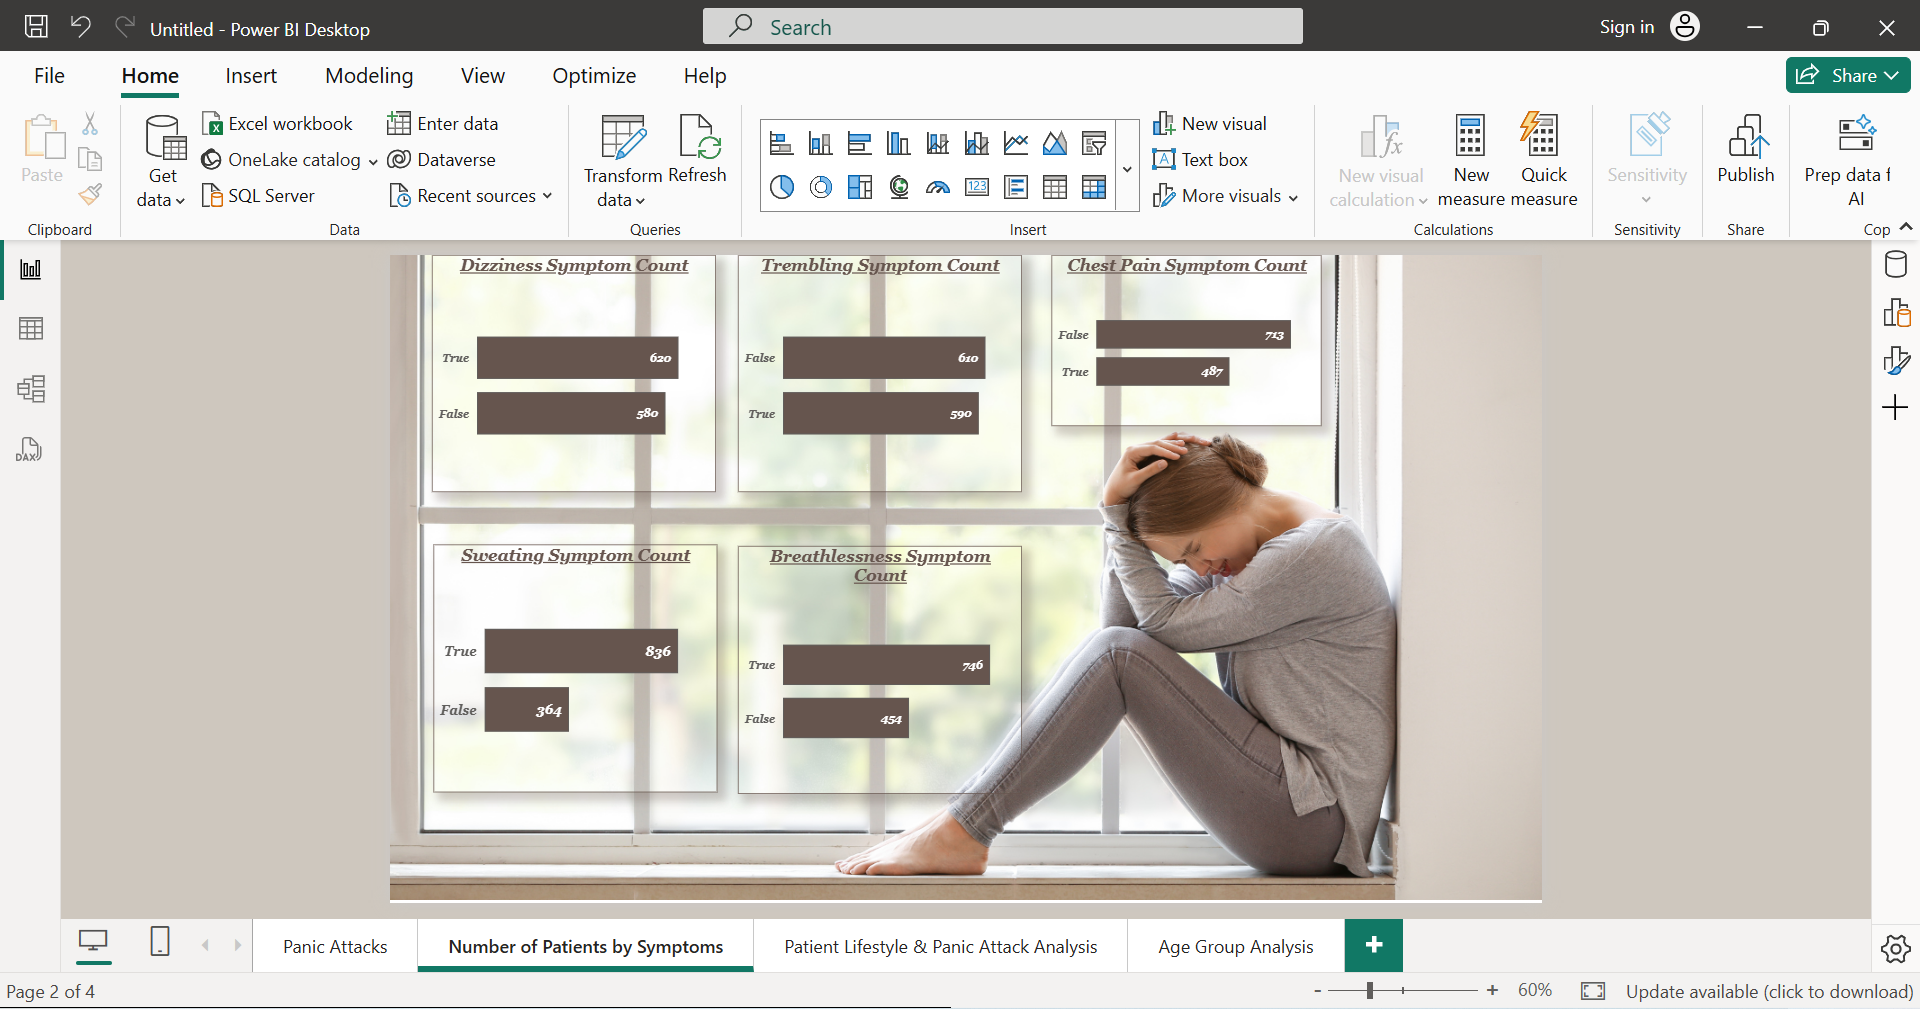 Untitled - Power BI Desktop
Search
Sign in
File Home Insert Modeling View Optimize Help
Share
Paste
Clipboard
Get data
Excel workbook
OneLake catalog
SQL Server
Enter data
Dataverse
Recent sources
Data
Transform data
Refresh
Queries
123
New visual
Text box
More visuals
Insert
New visual calculation
New measure
Quick measure
Calculations
Sensitivity
Sensitivity
Publish
Share
Prep data f
AI
Cop
DAX
Dizziness Symptom Count
True 620
False 580
Trembling Symptom Count
False 610
True 590
Chest Pain Symptom Count
False 713
True 487
Sweating Symptom Count
True 836
False 364
Breathlessness Symptom
Count
True 746
False 454
Panic Attacks
Number of Patients by Symptoms
Patient Lifestyle & Panic Attack Analysis
Age Group Analysis
+
Page 2 of 4
- + 60%
Update available (click to download)